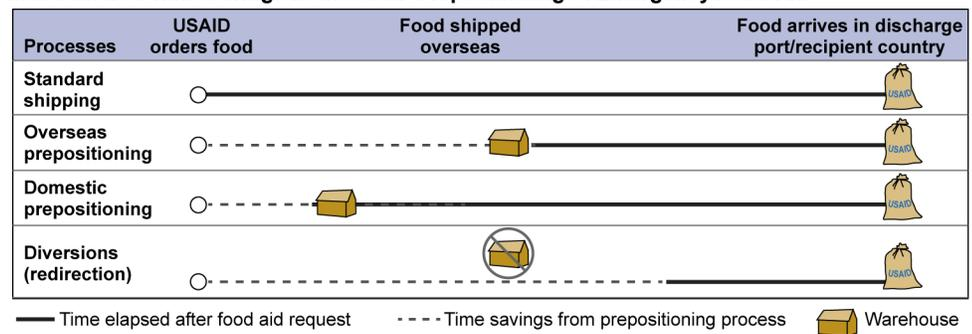 Processes
USAID
orders food
Food shipped
overseas
Food arrives in discharge
port/recipient country
Standard
shipping
USAID
Overseas
prepositioning
USAID
Domestic
prepositioning
USAID
Diversions
(redirection)
USAID
Time elapsed after food aid request
Time savings from prepositioning process
Warehouse